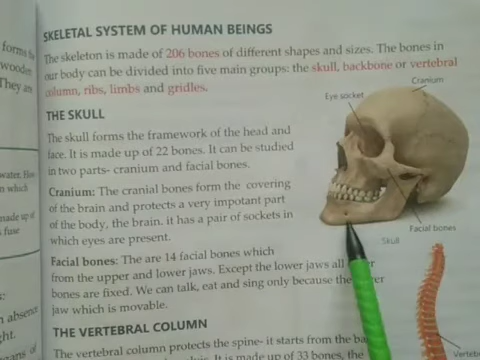 SKELETAL SYSTEM OF HUMAN BEINGS
The skeleton is made of 206 bones of different shapes and sizes. The bones in
our body can be divided into five main groups: the skull, backbone or vertebral
column, ribs, limbs and gridles.
THE SKULL
The skull forms the framework of the head and
face. It is made up of 22 bones. It can be studied
in two parts- cranium and facial bones.
Cranium: The cranial bones form the covering
of the brain and protects a very impotant part
of the body, the brain. it has a pair of sockets in
which eyes are present.
Facial bones: The are 14 facial bones which
from the upper and lower jaws. Except the lower jaws all
bones are fixed. We can talk, eat and sing only because the
jaw which is movable.
THE VERTEBRAL COLUMN
The vertebral column protects the spine- it starts from the
It is made up of 33 bones, the
Cranium
Eye socket
Facial bones
Skull
forms
wooden
They
water.
n which
made up of
fuse
absence
ght.